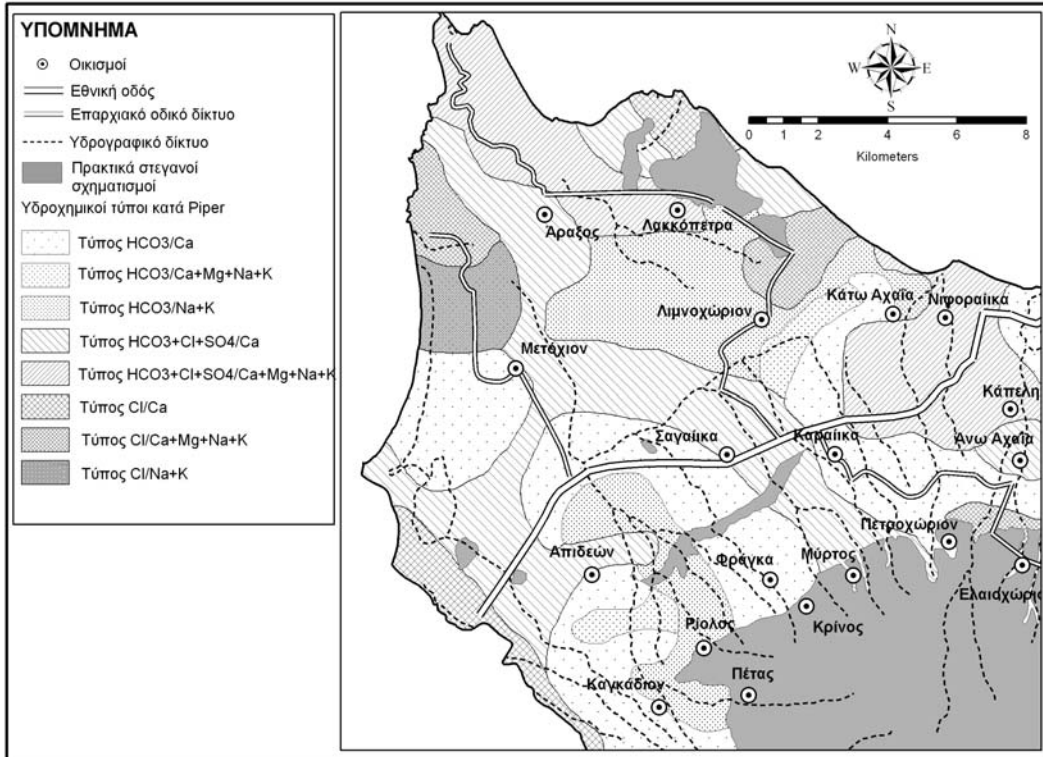 ΥΠΟΜΝΗΜΑ
Οικισμοί
Εθνική οδός
Επαρχιακό οδικό δίκτυο
Υδρογραφικό δίκτυο
Πρακτικά στεγανοί
σχηματισμοί
Υδροχημικοί τύποι κατά Piper
Τύπος HCO3/Ca
Τύπος HCO3/Ca+Mg+Na+K
Τύπος HCO3/Na+K
Τύπος HCO3+Cl+SO4/Ca
Τύπος HCO3+Cl+SO4/Ca+Mg+Na+K
Τύπος Cl/Ca
Τύπος Cl/Ca+Mg+Na+K
Τύπος Cl/Na+K
N
W E
S
0 1 2 4 6 8
Kilometers
Άραξος
Λακκόπετρα
Λιμνοχώριον
Κάτω Αχαΐα
Νιφοραίικα
Μετόχιον
Κάπελη
Σαγαίικα
Καραίικα
Άνω Αχαΐα
Πετροχώριον
Απιδεών
Φράγκα
Μύρτος
Ελαιοχώριο
Κρίνος
Ρίολος
Πέτας
Καγκάδιον